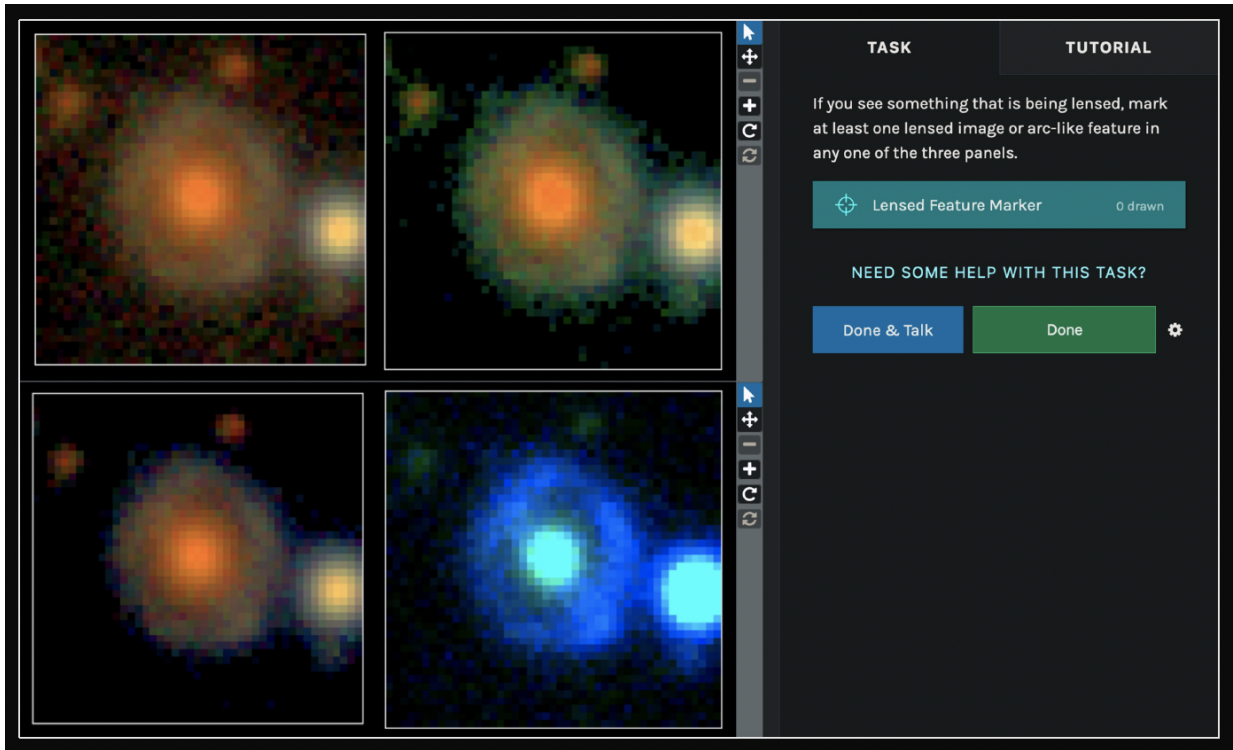 TASK
TUTORIAL
If you see something that is being lensed, mark
at least one lensed image or arc-like feature in
any one of the three panels.
Lensed Feature Marker
0 drawn
NEED SOME HELP WITH THIS TASK?
Done & Talk
Done